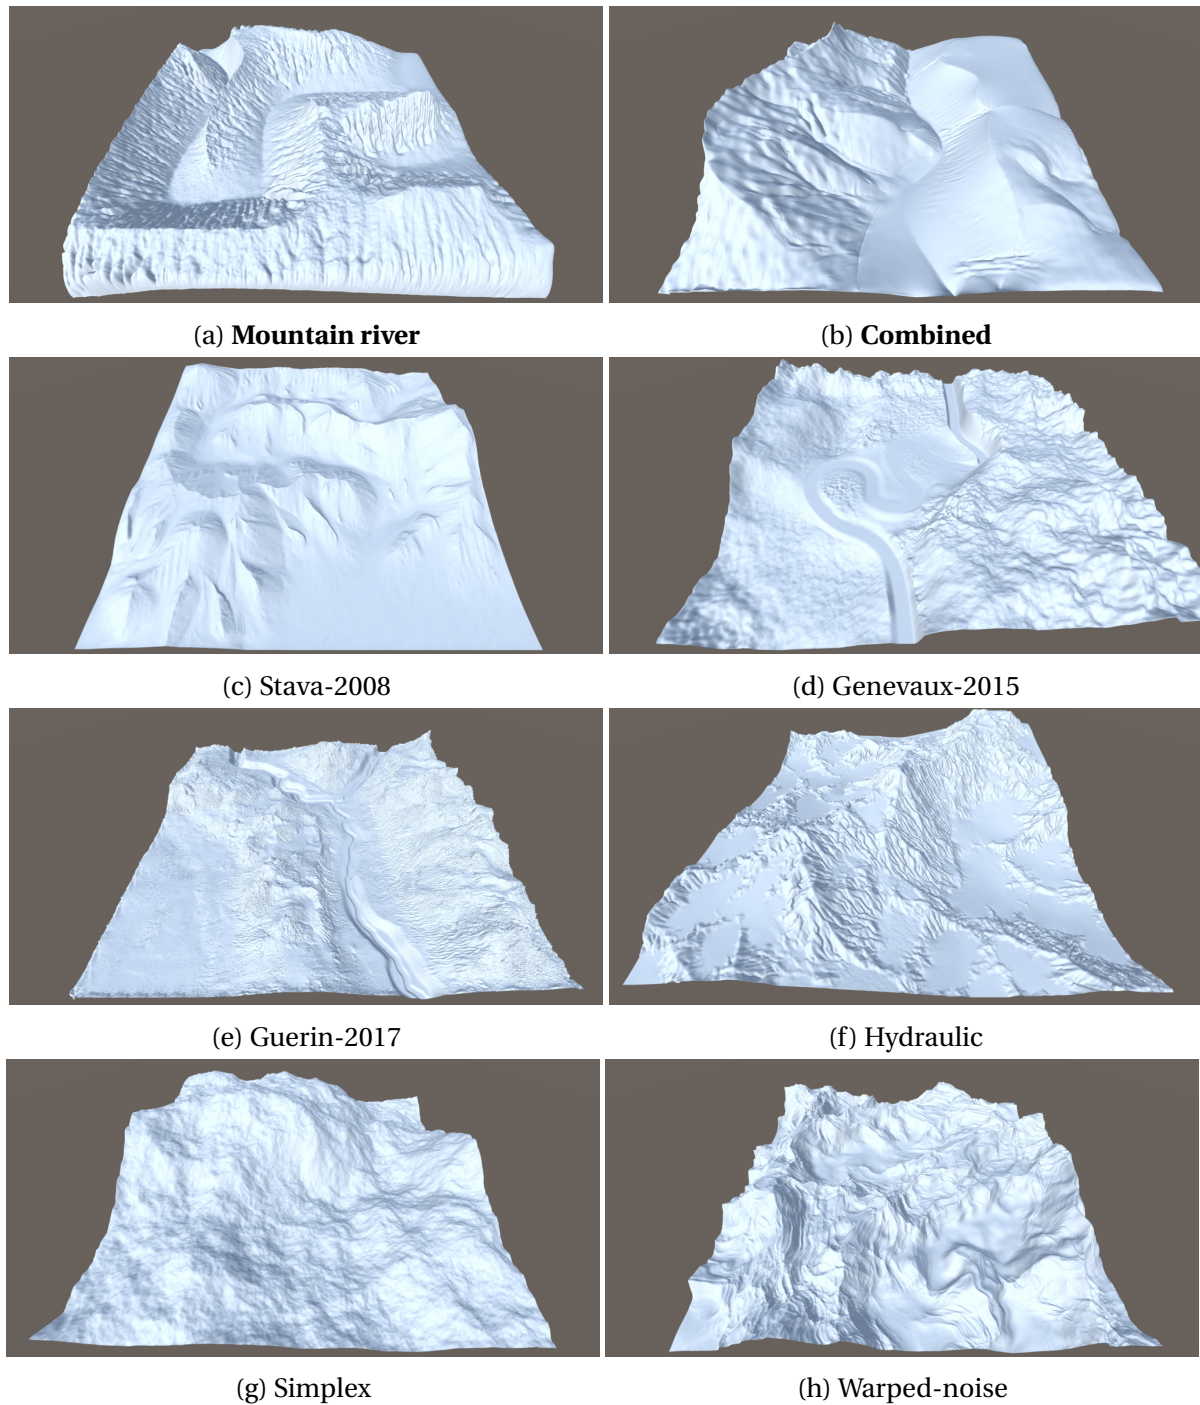 (a) Mountain river
(b) Combined
(c) Stava-2008
(d) Genevaux-2015
(e) Guerin-2017
(f) Hydraulic
(g) Simplex
(h) Warped-noise